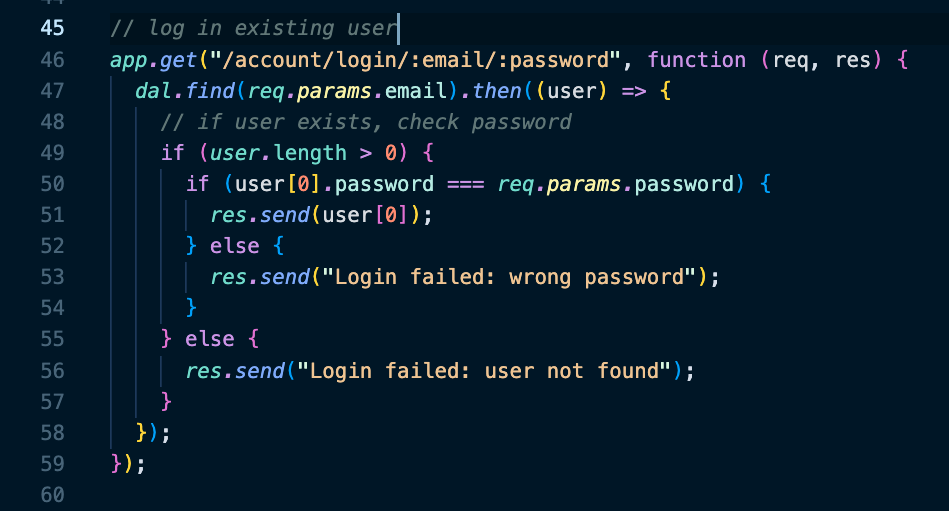 45 // log in existing user
46 app.get("/account/login/:email/:password", function (req, res) {
47 dal.find(req.params.email).then((user) => {
48 // if user exists, check password
49 if (user.length > 0) {
50 if (user[0].password === req.params.password) {
51 res.send(user[0]);
52 } else {
53 res.send("Login failed: wrong password");
54 }
55 } else {
56 res.send("Login failed: user not found");
57 }
58 });
59 });
60